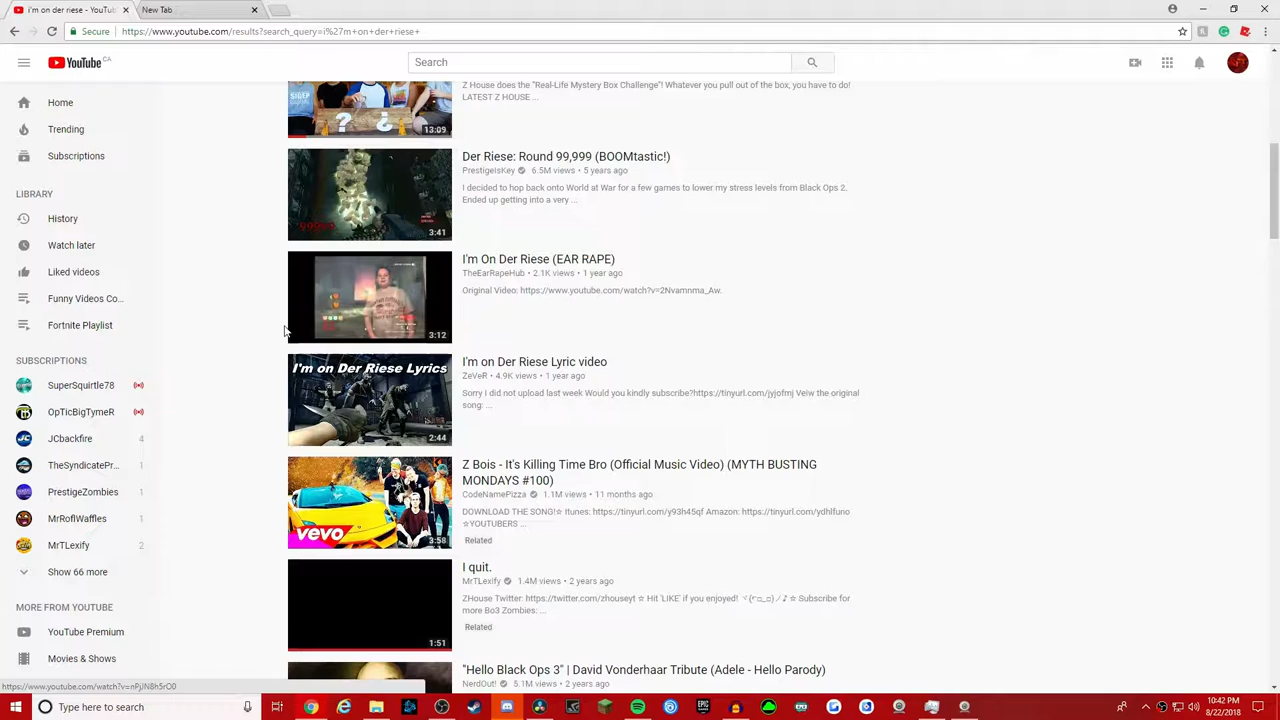 i'm on der riese - YouTub
New Tab
Secure
https://www.youtube.com/results?search_query=i%27m+on+der+riese+
YouTube CA
Search
Home
Trending
Subscriptions
LIBRARY
History
Watch later
Liked videos
Funny Videos Co...
Fortnite Playlist
SUBSCRIPTIONS
SuperSquirtle78
OpTicBigTymeR
JCbackfire 4
TheSyndicatePr... 1
PrestigeZombies 1
MrRoflWaffles 1
MrTLexify 2
Show 66 more
MORE FROM YOUTUBE
YouTube Premium
Movies & Shows
https://www.youtube.com/watch?v=nPjJN8h5rO0
13:09
Z House does the "Real-Life Mystery Box Challenge"! Whatever you pull out of the box, you have to do!
LATEST Z HOUSE ...
3:41
Der Riese: Round 99,999 (BOOMtastic!)
PrestigeIsKey 6.5M views • 5 years ago
I decided to hop back onto World at War for a few games to lower my stress levels from Black Ops 2.
Ended up getting into a very ...
3:12
I'm On Der Riese (EAR RAPE)
TheEarRapeHub • 2.1K views • 1 year ago
Original Video: https://www.youtube.com/watch?v=2Nvamnma_Aw.
I'm on Der Riese Lyrics
2:44
I'm on Der Riese Lyric video
ZeVeR • 4.9K views • 1 year ago
Sorry I did not upload last week Would you kindly subscribe?https://tinyurl.com/jyjofmj VeIw the original
song: ...
vevo
3:58
Z Bois - It's Killing Time Bro (Official Music Video) (MYTH BUSTING
MONDAYS #100)
CodeNamePizza 1.1M views • 11 months ago
DOWNLOAD THE SONG!☆ Itunes: https://tinyurl.com/y93h45qf Amazon: https://tinyurl.com/ydhlfuno
☆YOUTUBERS ...
Related
1:51
I quit.
MrTLexify 1.4M views • 2 years ago
ZHouse Twitter: https://twitter.com/zhouseyt ☆ Hit 'LIKE' if you enjoyed! ヾ(⌐■_■)ノ♪ ☆ Subscribe for
more Bo3 Zombies: ...
Related
"Hello Black Ops 3" | David Vonderhaar Tribute (Adele - Hello Parody)
NerdOut! 5.1M views • 2 years ago
Type here to search
10:42 PM
8/22/2018